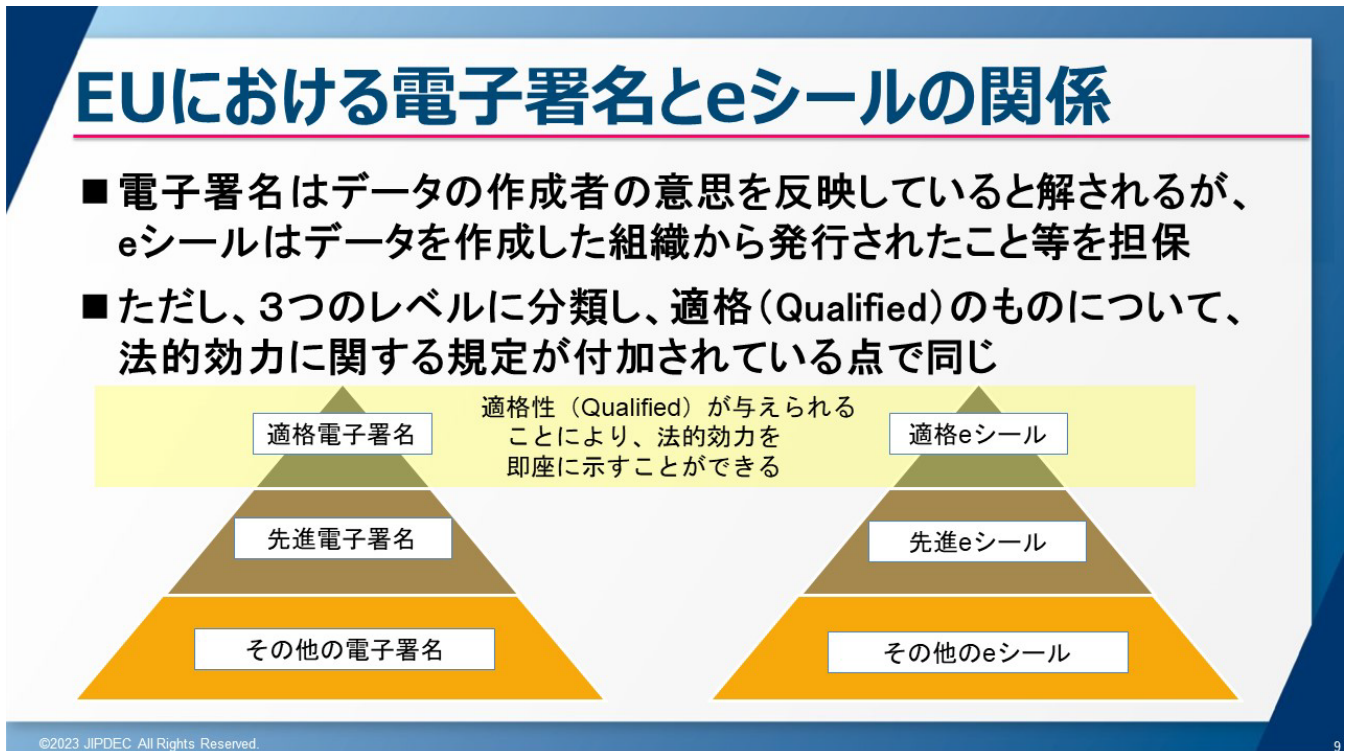 EUにおける電子署名とeシールの関係
■電子署名はデータの作成者の意思を反映していると解されるが、
eシールはデータを作成した組織から発行されたこと等を担保
■ただし、３つのレベルに分類し、適格（Qualified）のものについて、
法的効力に関する規定が付加されている点で同じ
適格性（Qualified）が与えられる
ことにより、法的効力を
即座に示すことができる
適格電子署名
先進電子署名
その他の電子署名
適格eシール
先進eシール
その他のeシール
©2023 JIPDEC All Rights Reserved.
9